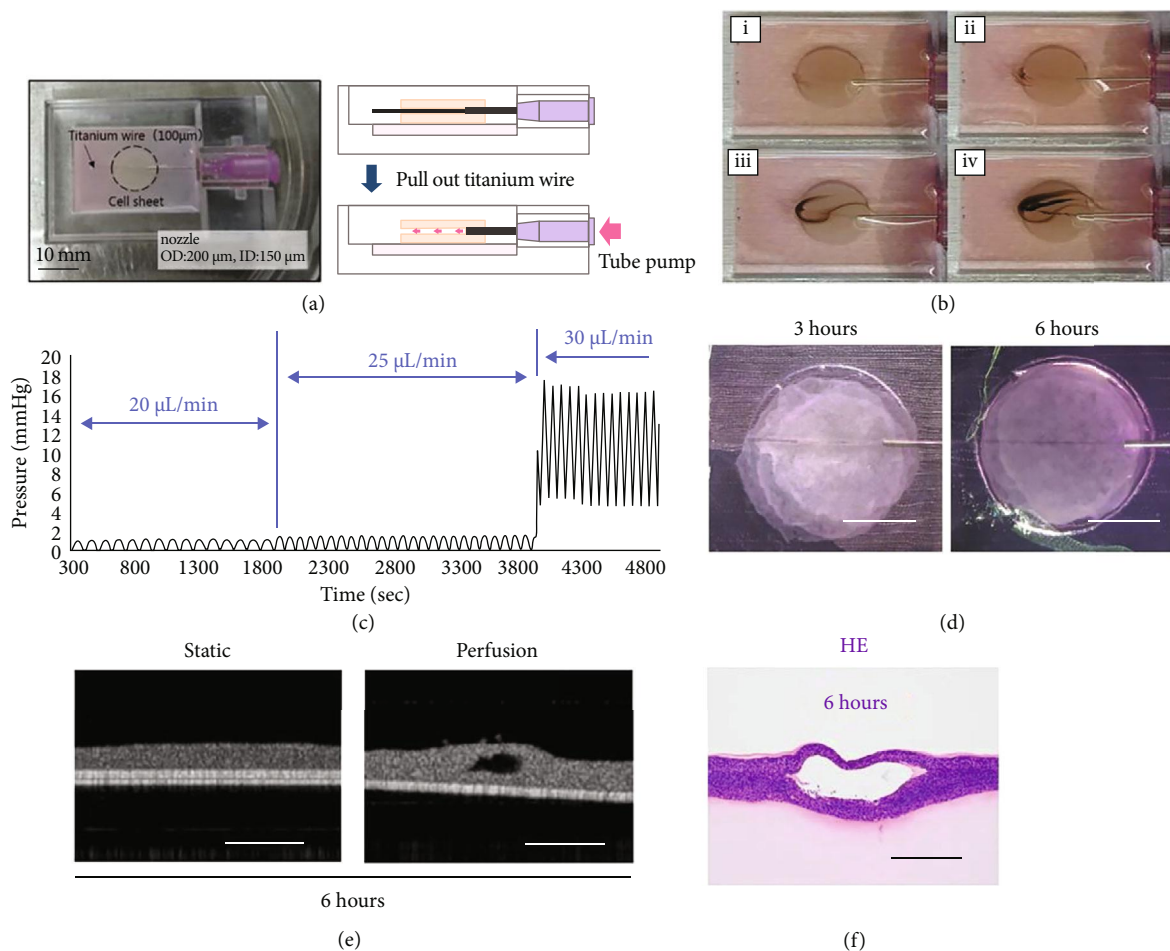 Titanium wire (100μm)
Cell sheet
nozzle
OD:200 μm, ID:150 μm
10 mm
Pull out titanium wire
Tube pump
(a)
i
ii
iii
iv
(b)
20
18
16
14
12
10
8
6
4
2
0
Pressure (mmHg)
20 μL/min
25 μL/min
30 μL/min
300 800 1300 1800 2300 2800 3300 3800 4300 4800
Time (sec)
(c)
3 hours
6 hours
(d)
Static
Perfusion
6 hours
(e)
HE
6 hours
(f)